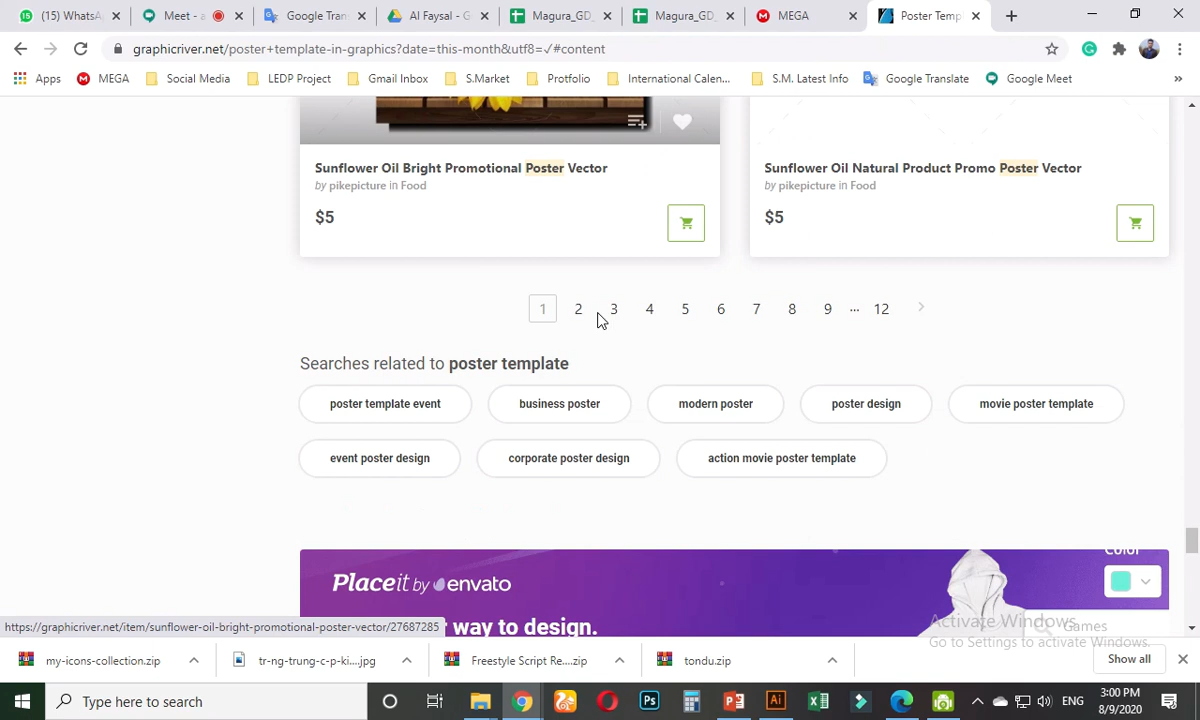 (15) WhatsA
Meet - a
Google Tran
Al Faysal - G
Magura_GD_
Magura_GD_
MEGA
Poster Temp
graphicriver.net/poster+template-in-graphics?date=this-month&utf8=✓#content
Apps
MEGA
Social Media
LEDP Project
Gmail Inbox
S.Market
Protfolio
International Calen...
S.M. Latest Info
Google Translate
Google Meet
»
Sunflower Oil Bright Promotional Poster Vector
by pikepicture in Food
$5
Sunflower Oil Natural Product Promo Poster Vector
by pikepicture in Food
$5
1 2 3 4 5 6 7 8 9 ... 12
Searches related to poster template
poster template event
business poster
modern poster
poster design
movie poster template
event poster design
corporate poster design
action movie poster template
Color
Placeit by envato
way to design.
Games
Activate Windows
Go to Settings to activate Windows.
https://graphicriver.net/item/sunflower-oil-bright-promotional-poster-vector/27687285
my-icons-collection.zip
tr-ng-trung-c-p-ki....jpg
Freestyle Script Re....zip
tondu.zip
Show all
Type here to search
Ps
Ai
ENG
3:00 PM
8/9/2020